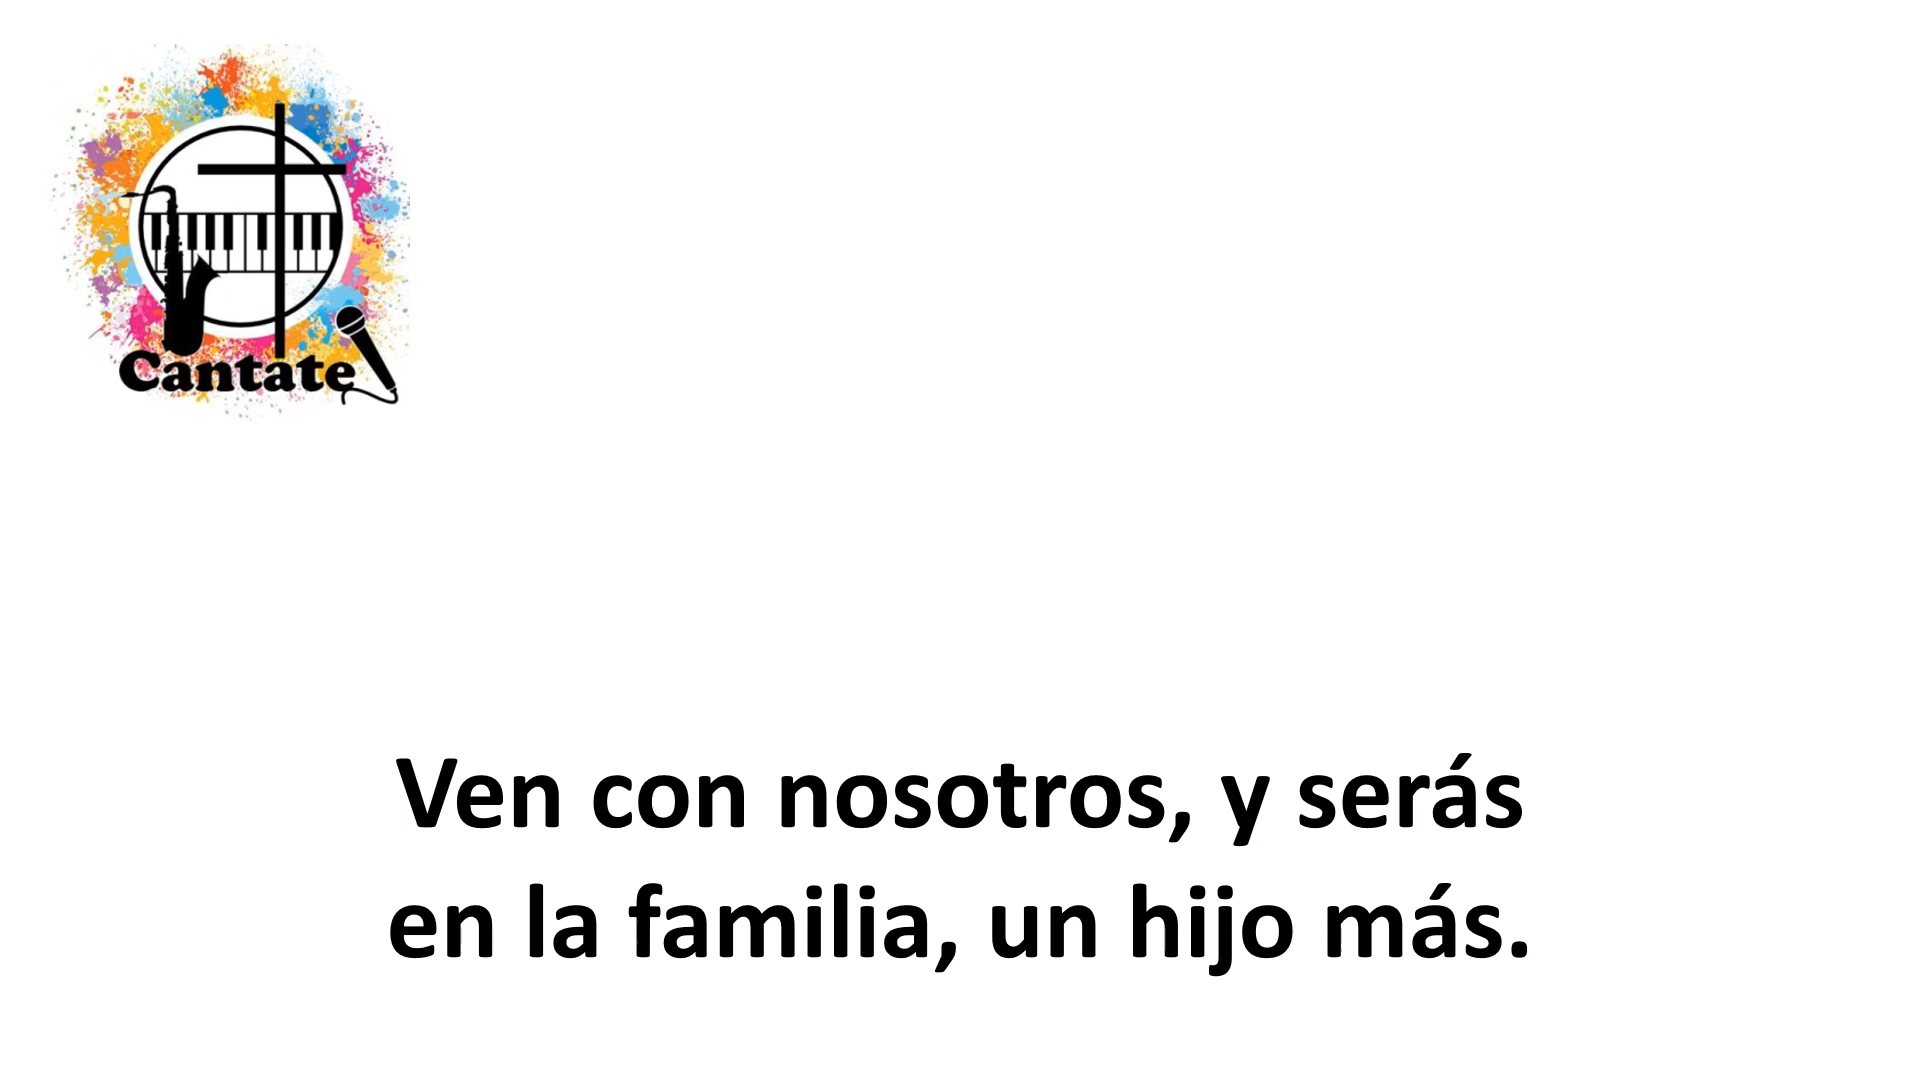 Cantate
Ven con nosotros, y serás
en la familia, un hijo más.